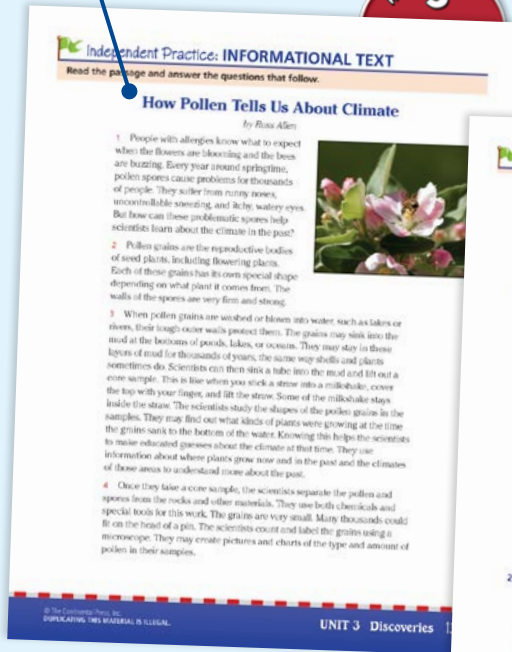 Independent Practice: INFORMATIONAL TEXT
Read the passage and answer the questions that follow.
How Pollen Tells Us About Climate
by Ross Allen
1 People with allergies know what to expect
when the flowers are blooming and the bees
are buzzing. Every year around springtime,
pollen spores cause problems for thousands
of people. They suffer from runny noses,
uncontrollable sneezing, and itchy, watery eyes.
But how can these problematic spores help
scientists learn about the climate in the past?
2 Pollen grains are the reproductive bodies
of seed plants, including flowering plants.
Each of these grains has its own special shape
depending on what plant it comes from. The
walls of the spores are very firm and strong.
3 When pollen grains are washed or blown into water, such as lakes or
rivers, their tough outer walls protect them. The grains may sink into the
mud at the bottoms of ponds, lakes, or oceans. They may stay in these
layers of mud for thousands of years, the same way shells and plants
sometimes do. Scientists can then sink a tube into the mud and lift out a
core sample. This is like when you stick a straw into a milkshake, cover
the top with your finger, and lift the straw. Some of the milkshake stays
inside the straw. The scientists study the shapes of the pollen grains in the
samples. They may find out what kinds of plants were growing at the time
the grains sank to the bottom of the water. Knowing this helps the scientists
to make educated guesses about the climate at that time. They use
information about where plants grow now and in the past and the climates
of those areas to understand more about the past.
4 Once they take a core sample, the scientists separate the pollen and
spores from the rocks and other materials. They use both chemicals and
special tools for this work. The grains are very small. Many thousands could
fit on the head of a pin. The scientists count and label the grains using a
microscope. They may create pictures and charts of the type and amount of
pollen in their samples.
© The Continental Press, Inc.
DUPLICATING THIS MATERIAL IS ILLEGAL.
UNIT 3 Discoveries
2